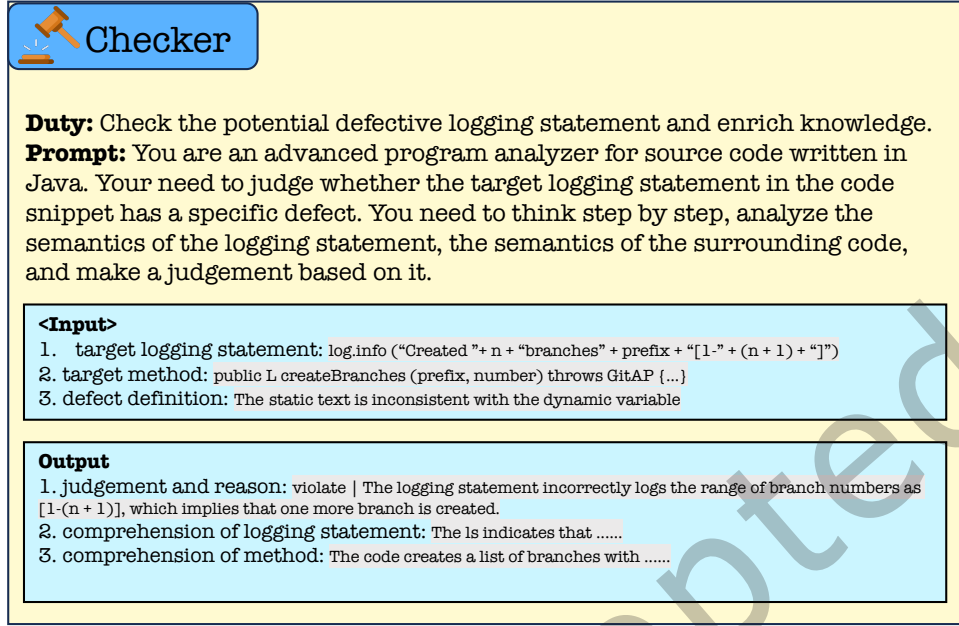 Checker
Duty: Check the potential defective logging statement and enrich knowledge.
Prompt: You are an advanced program analyzer for source code written in
Java. Your need to judge whether the target logging statement in the code
snippet has a specific defect. You need to think step by step, analyze the
semantics of the logging statement, the semantics of the surrounding code,
and make a judgement based on it.
<Input>
1. target logging statement: log.info (“Created ”+ n + “branches” + prefix + “[1-” + (n + 1) + “]”)
2. target method: public L createBranches (prefix, number) throws GitAP {...}
3. defect definition: The static text is inconsistent with the dynamic variable
Output
1. judgement and reason: violate | The logging statement incorrectly logs the range of branch numbers as
[1-(n + 1)], which implies that one more branch is created.
2. comprehension of logging statement: The ls indicates that ......
3. comprehension of method: The code creates a list of branches with ......